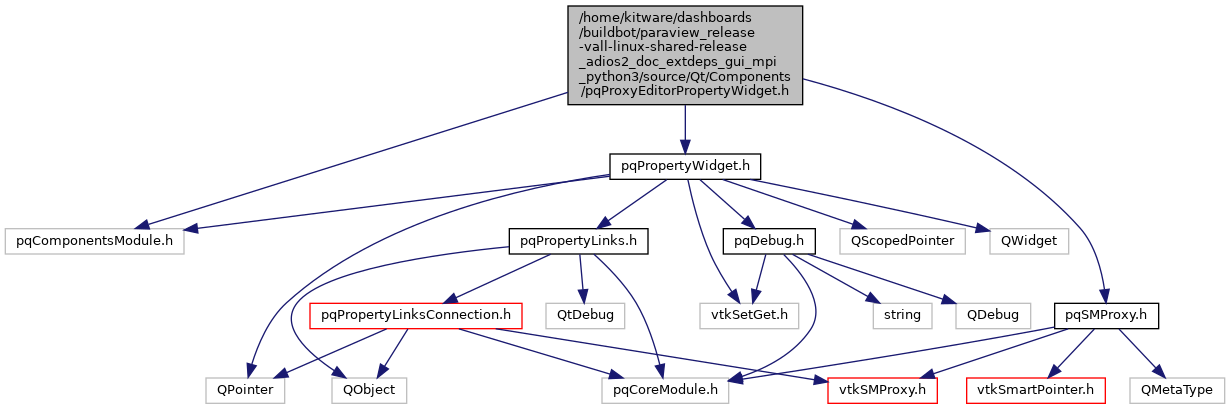 /home/kitware/dashboards
/buildbot/paraview_release
-vall-linux-shared-release
_adios2_doc_extdeps_gui_mpi
_python3/source/Qt/Components
/pqProxyEditorPropertyWidget.h
pqPropertyWidget.h
pqComponentsModule.h
pqPropertyLinks.h
pqDebug.h
QScopedPointer
QWidget
pqPropertyLinksConnection.h
QtDebug
vtkSetGet.h
string
QDebug
pqSMProxy.h
QPointer
QObject
pqCoreModule.h
vtkSMProxy.h
vtkSmartPointer.h
QMetaType